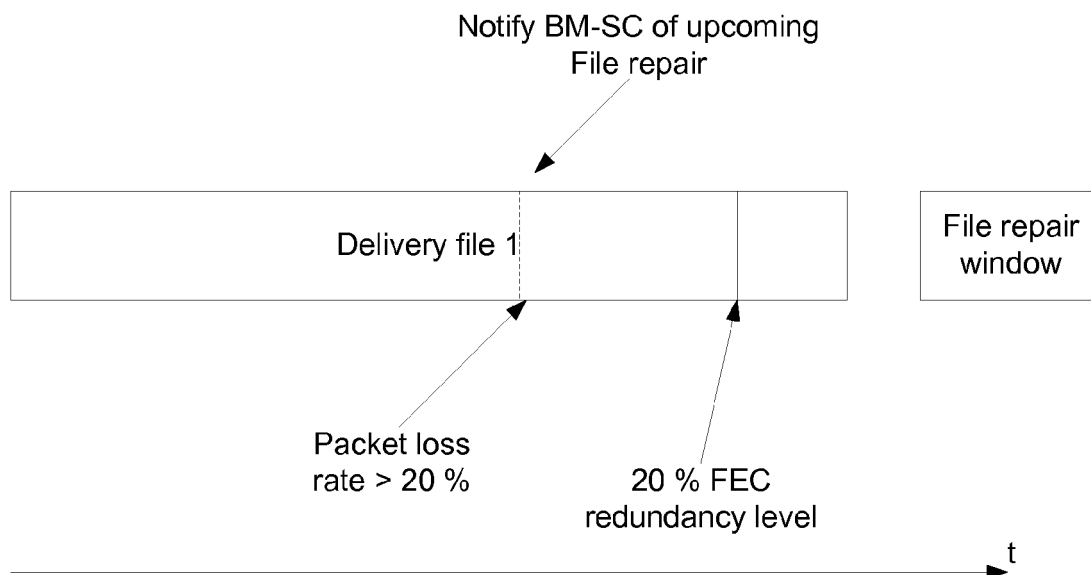 Notify BM-SC of upcoming
File repair
Delivery file 1
File repair
window
Packet loss
rate > 20 %
20 % FEC
redundancy level
t